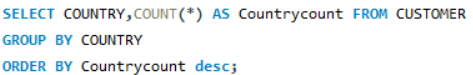 SELECT COUNTRY,COUNT(*) AS Countrycount FROM CUSTOMER
GROUP BY COUNTRY
ORDER BY Countrycount desc;